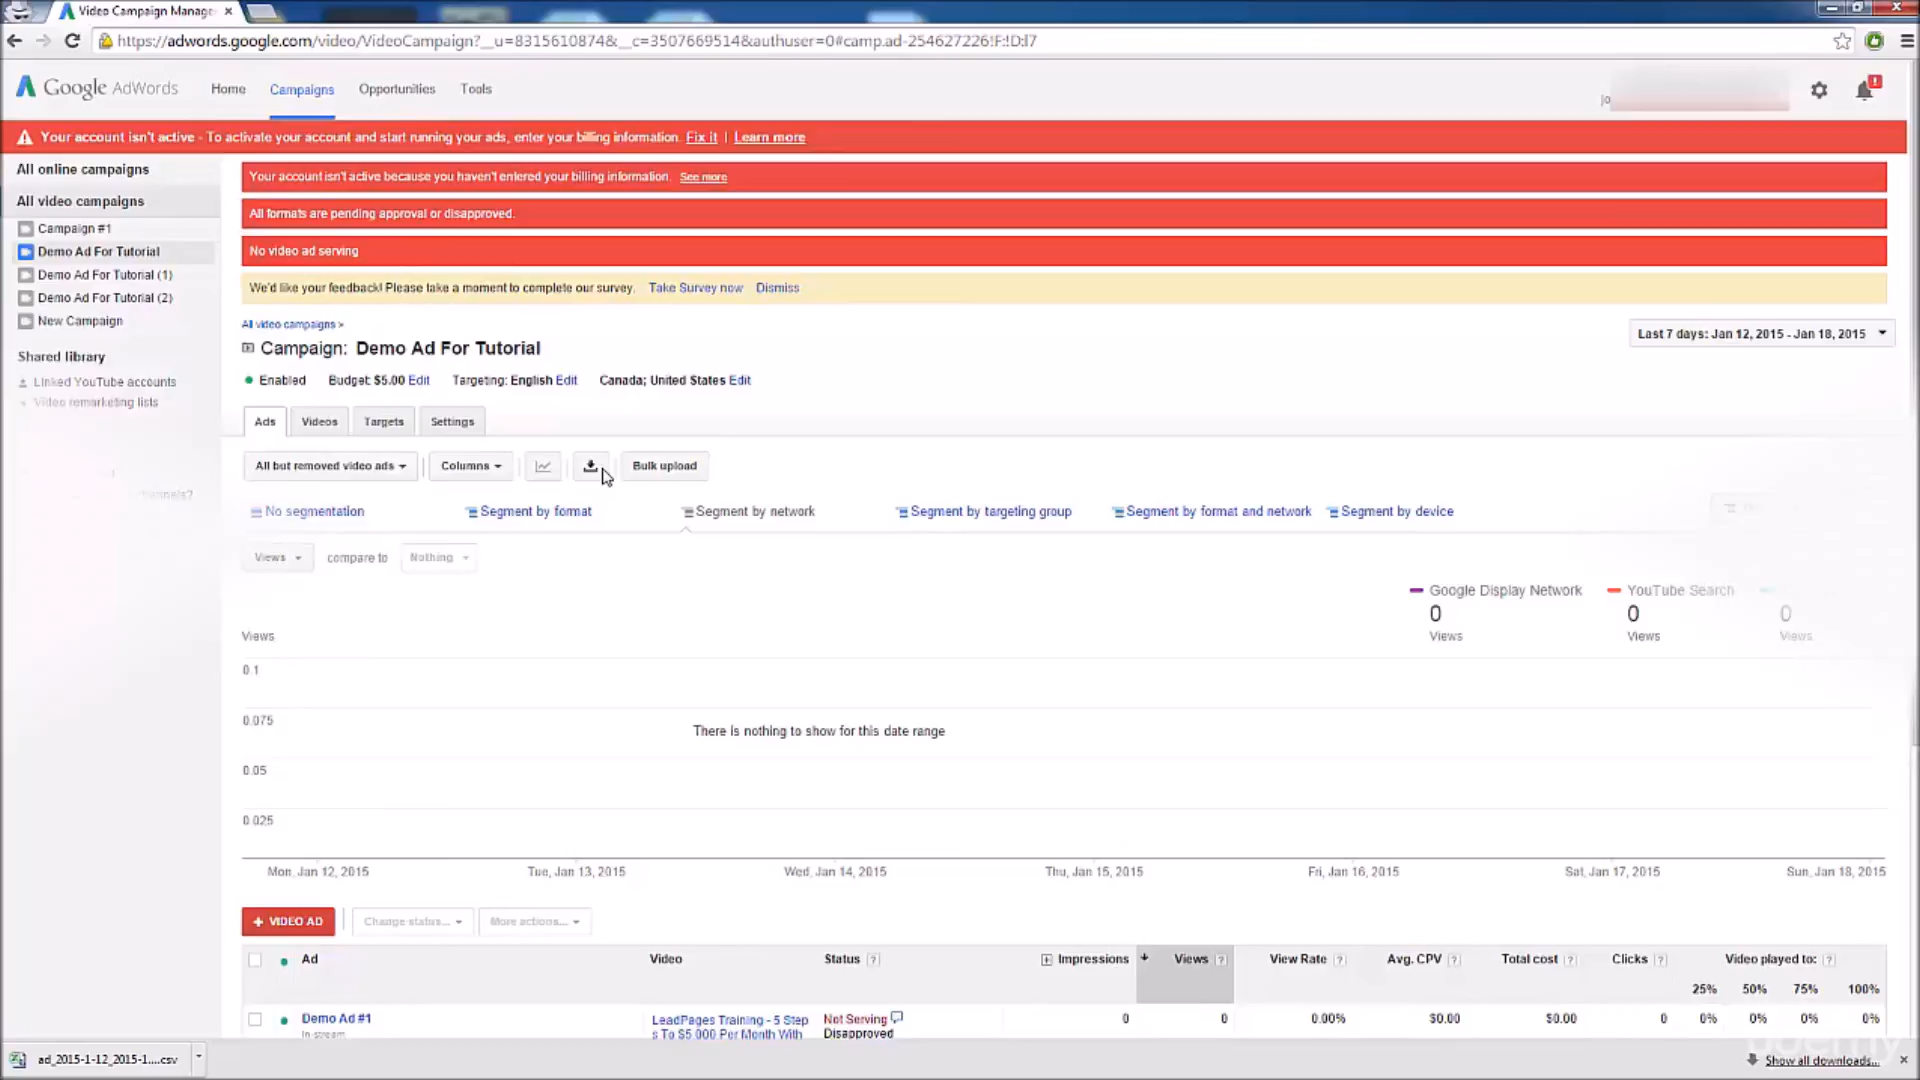 Video Campaign Manage
https://adwords.google.com/video/VideoCampaign?__u=8315610874&__c=3507669514&authuser=0#camp.ad-254627226!F:!D:l7
Google AdWords
Home
Campaigns
Opportunities
Tools
jo
Your account isn't active - To activate your account and start running your ads, enter your billing information. Fix it | Learn more
All online campaigns
All video campaigns
Campaign #1
Demo Ad For Tutorial
Demo Ad For Tutorial (1)
Demo Ad For Tutorial (2)
New Campaign
Shared library
Linked YouTube accounts
Video remarketing lists
Your account isn't active because you haven't entered your billing information. See more
All formats are pending approval or disapproved.
No video ad serving
We'd like your feedback! Please take a moment to complete our survey. Take Survey now Dismiss
All video campaigns >
Campaign: Demo Ad For Tutorial
Last 7 days: Jan 12, 2015 - Jan 18, 2015
Enabled Budget: $5.00 Edit Targeting: English Edit Canada; United States Edit
Ads Videos Targets Settings
All but removed video ads Columns Bulk upload
No segmentation Segment by format Segment by network Segment by targeting group Segment by format and network Segment by device
Views compare to Nothing
Google Display Network YouTube Search
0 0 0
Views Views Views
Views
0.1
0.075
There is nothing to show for this date range
0.05
0.025
Mon, Jan 12, 2015 Tue, Jan 13, 2015 Wed, Jan 14, 2015 Thu, Jan 15, 2015 Fri, Jan 16, 2015 Sat, Jan 17, 2015 Sun, Jan 18, 2015
+ VIDEO AD Change status... More actions...
Ad Video Status ? Impressions Views ? View Rate ? Avg. CPV ? Total cost ? Clicks ? Video played to: ?
25% 50% 75% 100%
Demo Ad #1 LeadPages Training - 5 Step Not Serving 0 0 0.00% $0.00 $0.00 0 0% 0% 0% 0%
In-stream s To $5,000 Per Month With Disapproved
udemy
ad_2015-1-12_2015-1....csv
Show all downloads...